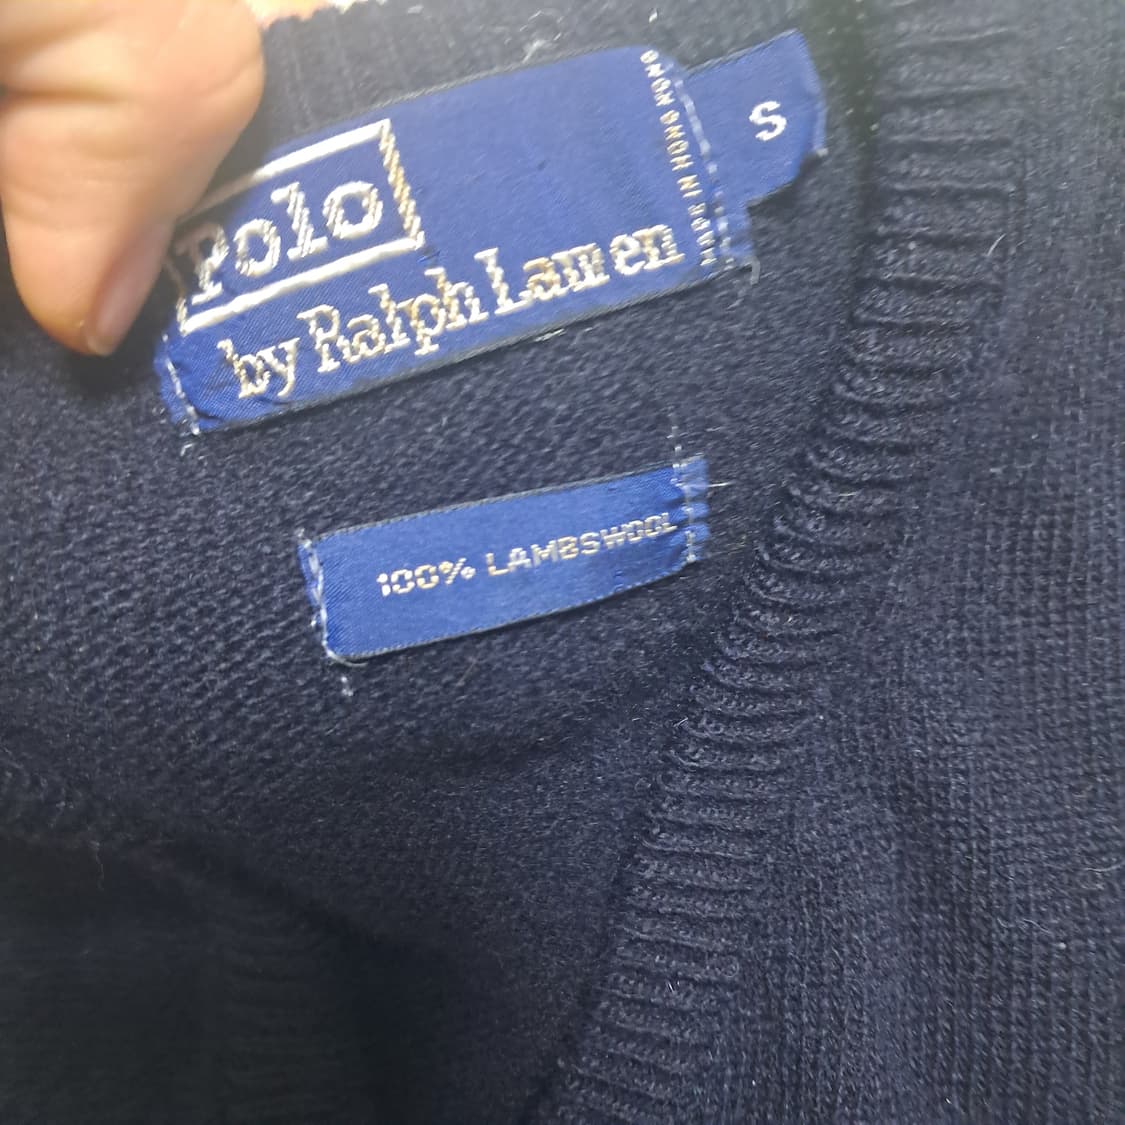 Polo
by Ralph Lauren
MADE IN HONG KONG
S
100% LAMBSWOOL